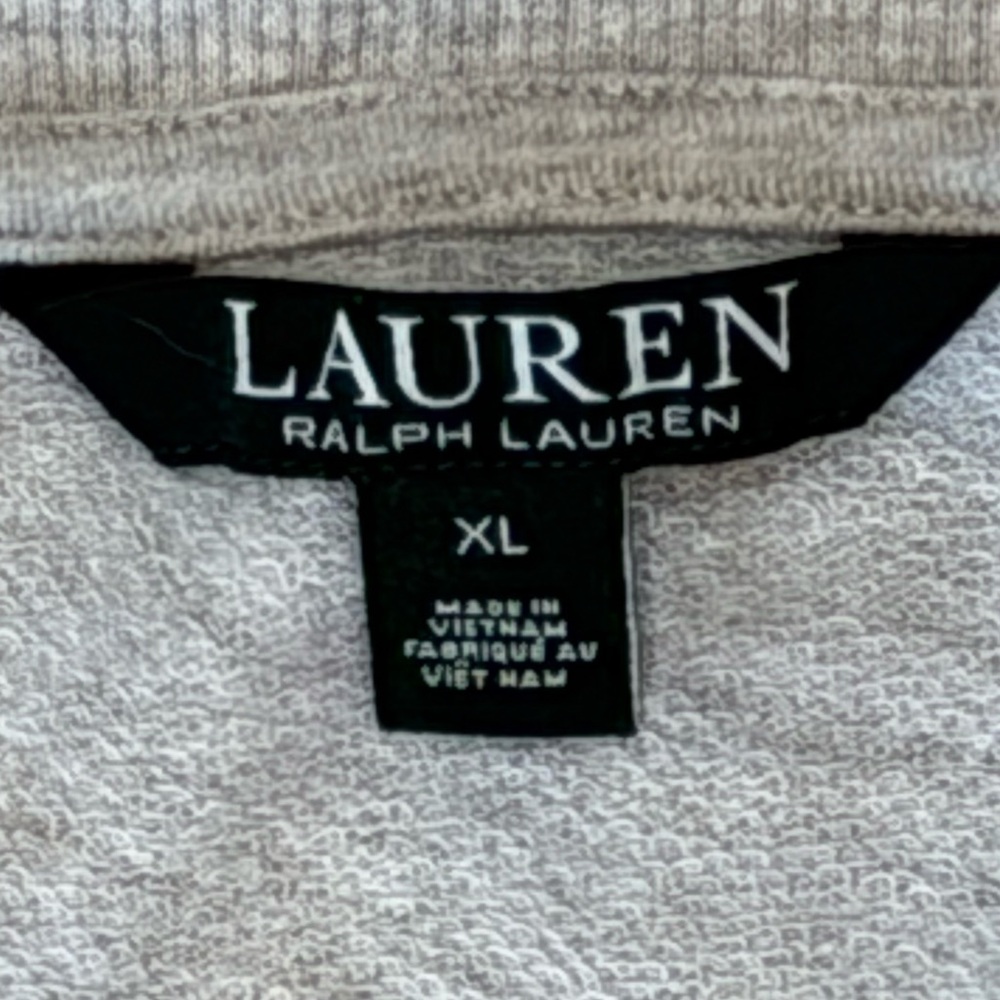 LAUREN
RALPH LAUREN
XL
MADE IN
VIETNAM
FABRIQUÉ AU
VIÊT NAM